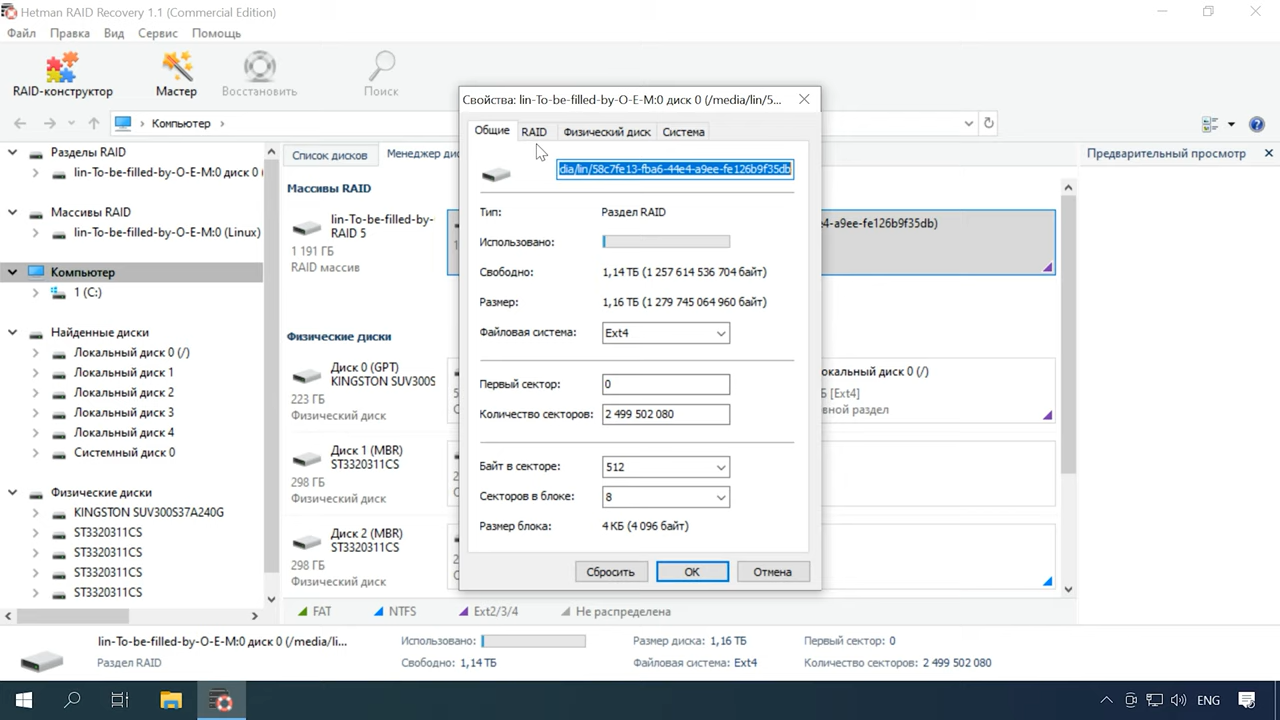 Hetman RAID Recovery 1.1 (Commercial Edition)
Файл Правка Вид Сервис Помощь
RAID-конструктор Мастер Восстановить Поиск
Компьютер
Разделы RAID
lin-To-be-filled-by-O-E-M:0 диск 0
Массивы RAID
lin-To-be-filled-by-O-E-M:0 (Linux)
Компьютер
1 (C:)
Найденные диски
Локальный диск 0 (/)
Локальный диск 1
Локальный диск 2
Локальный диск 3
Локальный диск 4
Системный диск 0
Физические диски
KINGSTON SUV300S37A240G
ST3320311CS
ST3320311CS
ST3320311CS
ST3320311CS
Список дисков Менеджер ди
Массивы RAID
lin-To-be-filled-by-
RAID 5
1 191 ГБ
RAID массив
4-a9ee-fe126b9f35db)
Физические диски
Диск 0 (GPT)
KINGSTON SUV300S
223 ГБ
Физический диск
окальный диск 0 (/)
Б [Ext4]
вной раздел
Диск 1 (MBR)
ST3320311CS
298 ГБ
Физический диск
Диск 2 (MBR)
ST3320311CS
298 ГБ
Физический диск
FAT NTFS Ext2/3/4 Не распределена
Предварительный просмотр
Свойства: lin-To-be-filled-by-O-E-M:0 диск 0 (/media/lin/5...
Общие RAID Физический диск Система
dia/lin/58c7fe13-fba6-44e4-a9ee-fe126b9f35db
Тип: Раздел RAID
Использовано:
Свободно: 1,14 ТБ (1 257 614 536 704 байт)
Размер: 1,16 ТБ (1 279 745 064 960 байт)
Файловая система: Ext4
Первый сектор: 0
Количество секторов: 2 499 502 080
Байт в секторе: 512
Секторов в блоке: 8
Размер блока: 4 КБ (4 096 байт)
Сбросить OK Отмена
lin-To-be-filled-by-O-E-M:0 диск 0 (/media/li...
Раздел RAID
Использовано:
Свободно: 1,14 ТБ
Размер диска: 1,16 ТБ
Файловая система: Ext4
Первый сектор: 0
Количество секторов: 2 499 502 080
ENG